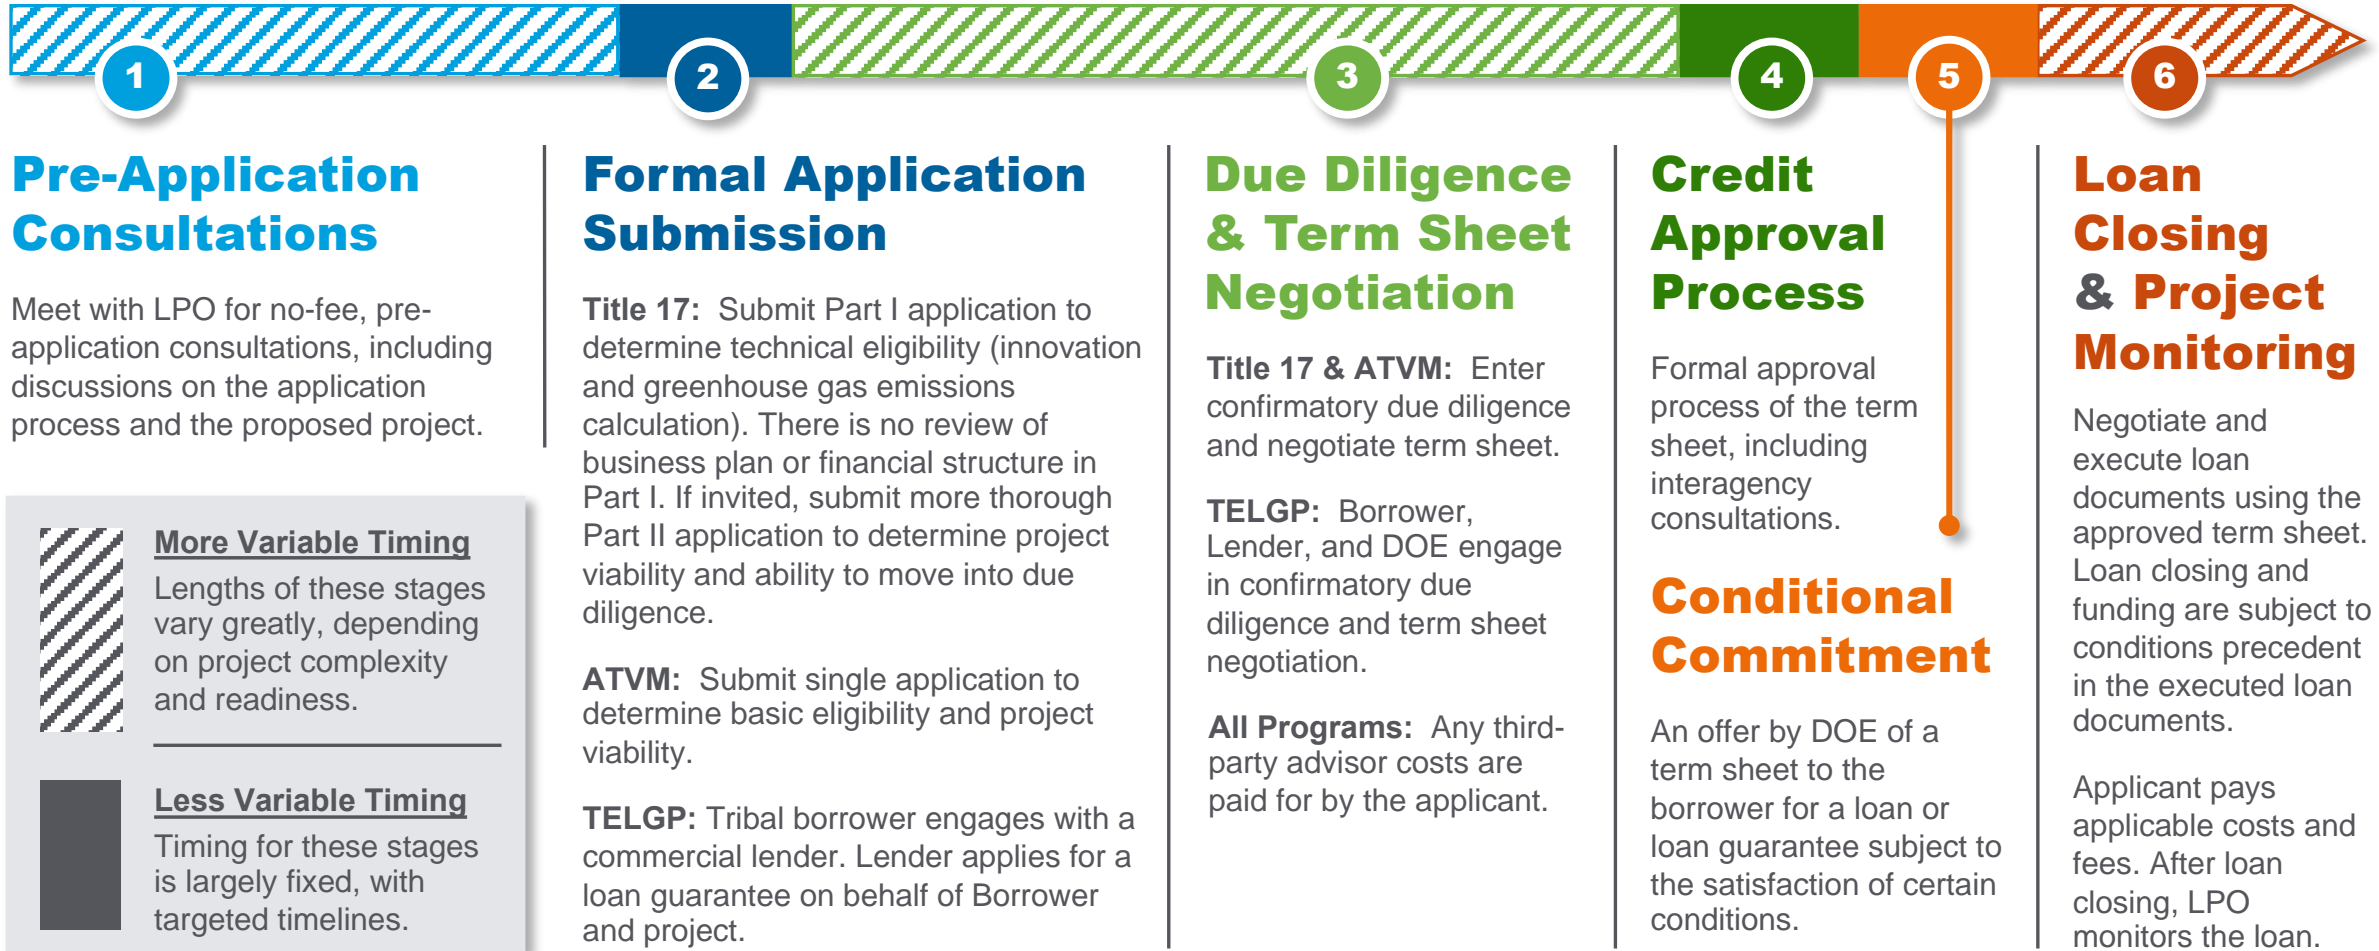 1
2
3
4
5
6
Pre-Application
Consultations
Meet with LPO for no-fee, pre-
application consultations, including
discussions on the application
process and the proposed project.
More Variable Timing
Lengths of these stages
vary greatly, depending
on project complexity
and readiness.
Less Variable Timing
Timing for these stages
is largely fixed, with
targeted timelines.
Formal Application
Submission
Title 17: Submit Part I application to
determine technical eligibility (innovation
and greenhouse gas emissions
calculation). There is no review of
business plan or financial structure in
Part I. If invited, submit more thorough
Part II application to determine project
viability and ability to move into due
diligence.
ATVM: Submit single application to
determine basic eligibility and project
viability.
TELGP: Tribal borrower engages with a
commercial lender. Lender applies for a
loan guarantee on behalf of Borrower
and project.
Due Diligence
& Term Sheet
Negotiation
Title 17 & ATVM: Enter
confirmatory due diligence
and negotiate term sheet.
TELGP: Borrower,
Lender, and DOE engage
in confirmatory due
diligence and term sheet
negotiation.
All Programs: Any third-
party advisor costs are
paid for by the applicant.
Credit
Approval
Process
Formal approval
process of the term
sheet, including
interagency
consultations.
Conditional
Commitment
An offer by DOE of a
term sheet to the
borrower for a loan or
loan guarantee subject to
the satisfaction of certain
conditions.
Loan
Closing
& Project
Monitoring
Negotiate and
execute loan
documents using the
approved term sheet.
Loan closing and
funding are subject to
conditions precedent
in the executed loan
documents.
Applicant pays
applicable costs and
fees. After loan
closing, LPO
monitors the loan.